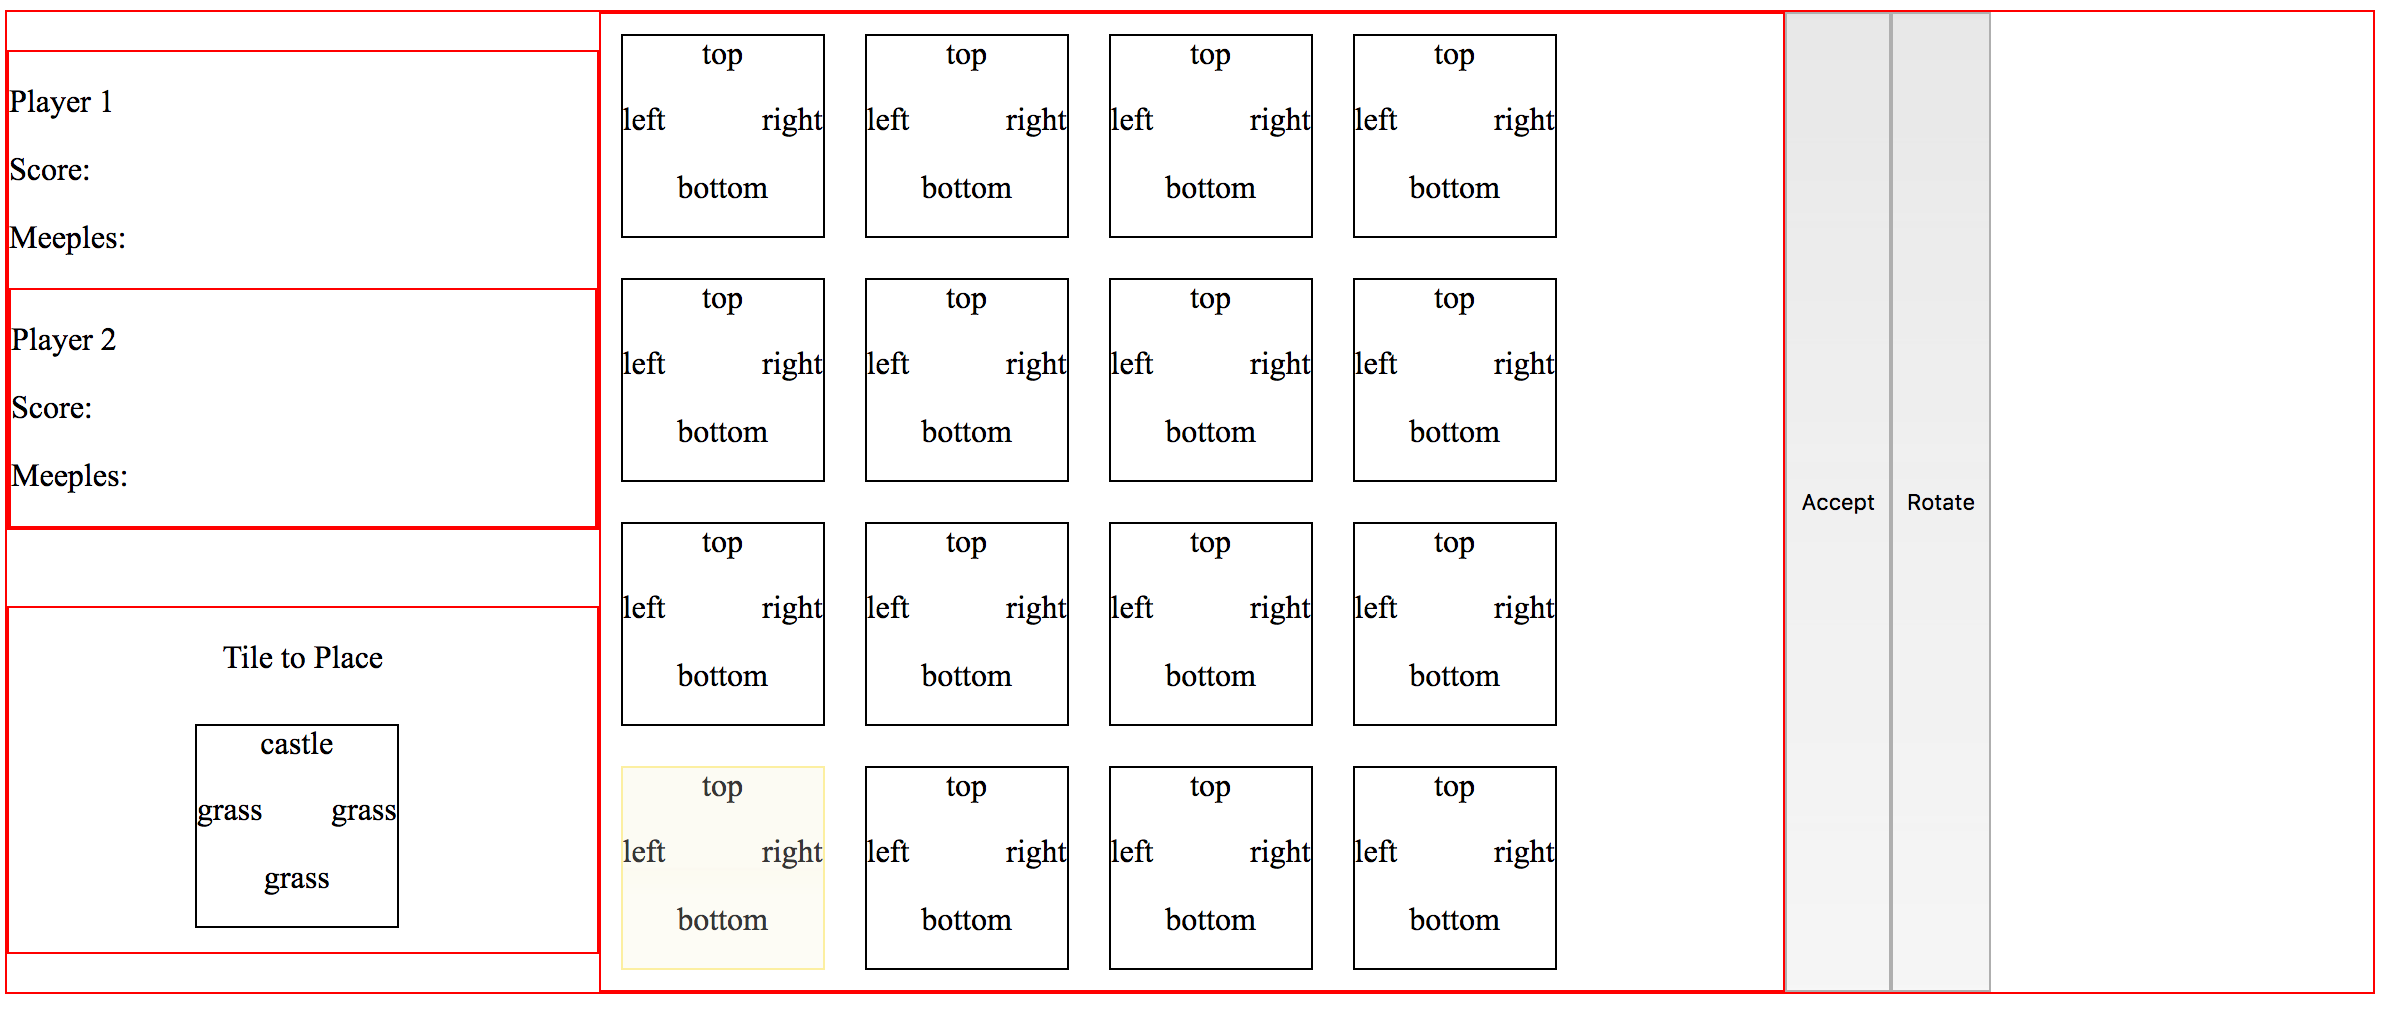 Player 1
Score:
Meeples:
Player 2
Score:
Meeples:
Tile to Place
castle
grass grass
grass
top top top top
left right left right left right left right
bottom bottom bottom bottom
top top top top
left right left right left right left right
bottom bottom bottom bottom
top top top top
left right left right left right left right
bottom bottom bottom bottom
top top top top
left right left right left right left right
bottom bottom bottom bottom
Accept Rotate